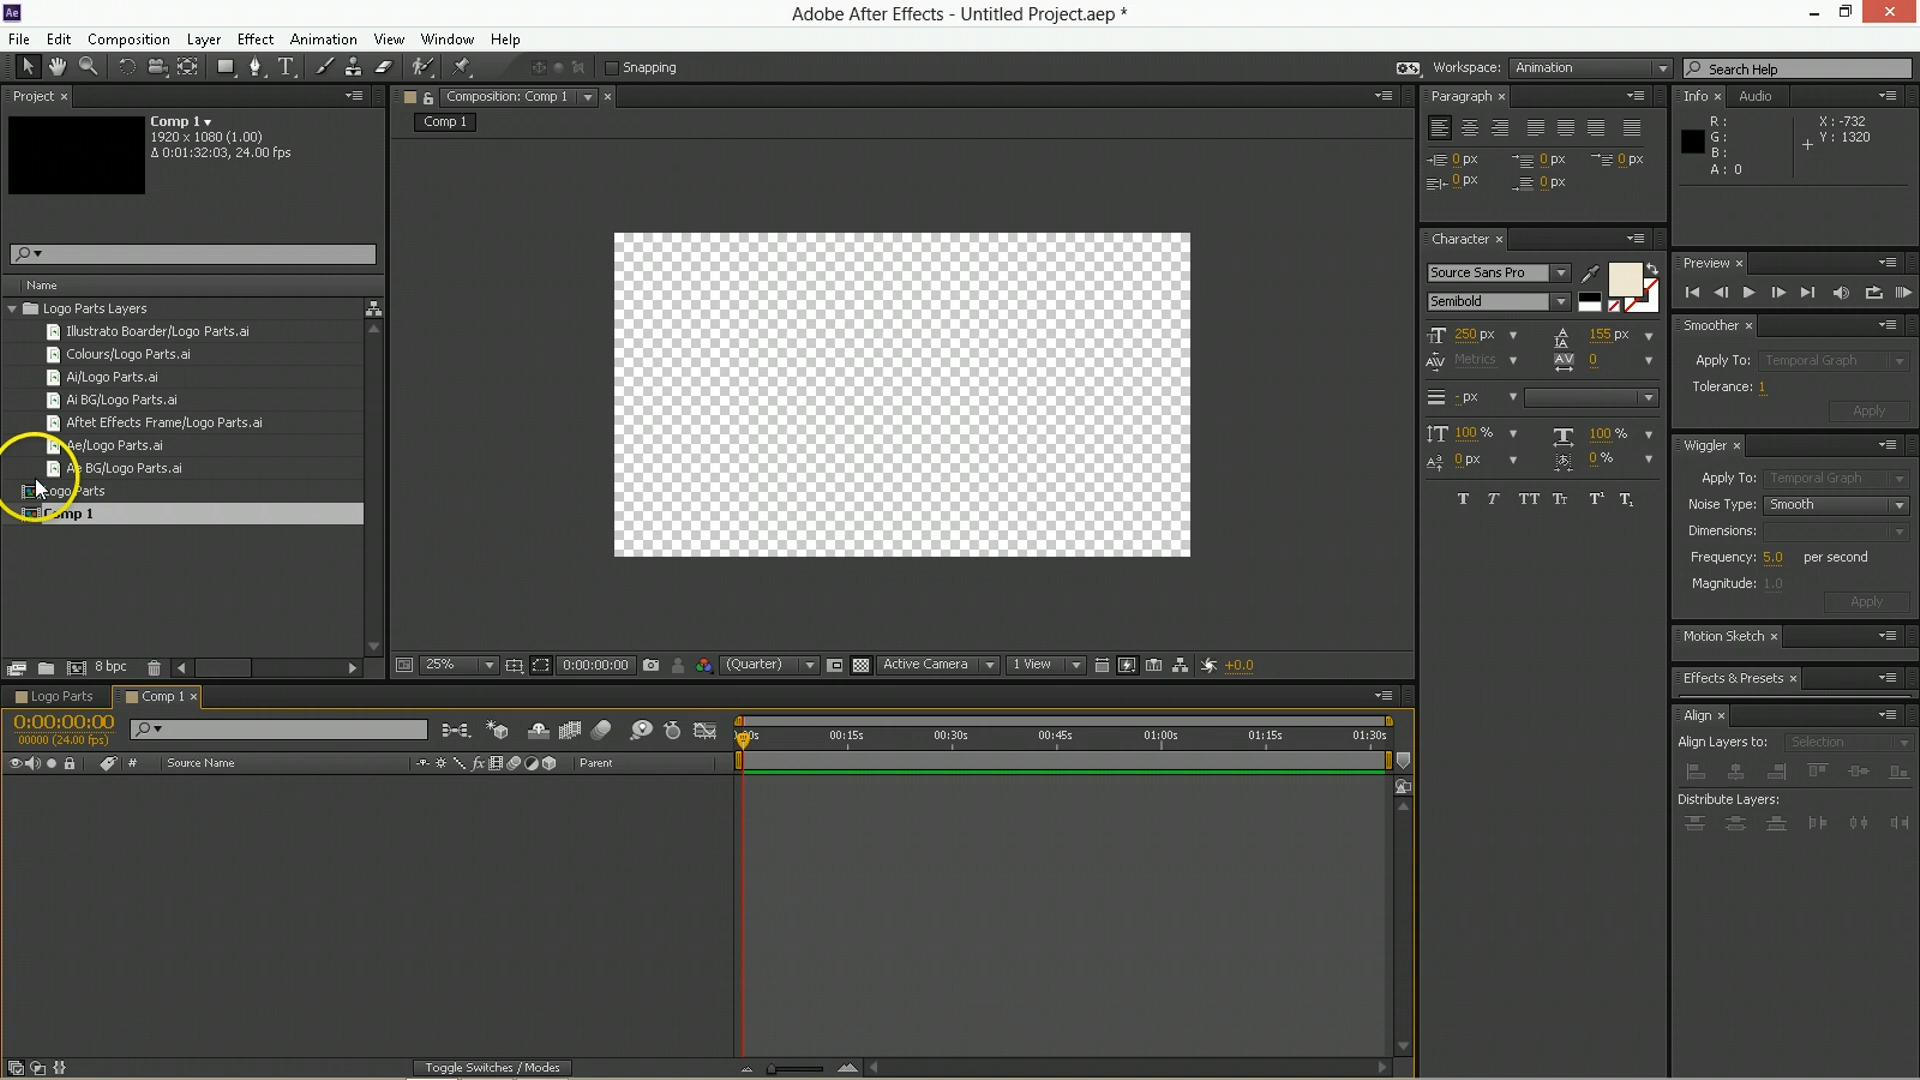 Ae
Adobe After Effects - Untitled Project.aep *
File Edit Composition Layer Effect Animation View Window Help
T Snapping Workspace: Animation Search Help
Project × Composition: Comp 1 × Paragraph × Info × Audio
Comp 1
1920 x 1080 (1.00)
Δ 0:01:32:03, 24.00 fps
Comp 1
0 px 0 px 0 px
0 px 0 px
R :
G :
B :
A : 0
X : -732
Y : 1320
Name
Logo Parts Layers
Illustrato Boarder/Logo Parts.ai
Colours/Logo Parts.ai
Ai/Logo Parts.ai
Ai BG/Logo Parts.ai
Aftet Effects Frame/Logo Parts.ai
Ae/Logo Parts.ai
Ae BG/Logo Parts.ai
Logo Parts
Comp 1
8 bpc
25% 0:00:00:00 (Quarter) Active Camera 1 View +0.0
Character ×
Source Sans Pro
Semibold
250 px 155 px
Metrics 0
- px
100 % 100 %
0 px 0 %
T T TT Tt T¹ T₁
Preview ×
Smoother ×
Apply To: Temporal Graph
Tolerance: 1
Apply
Wiggler ×
Apply To: Temporal Graph
Noise Type: Smooth
Dimensions:
Frequency: 5.0 per second
Magnitude: 1.0
Apply
Motion Sketch ×
Effects & Presets ×
Align ×
Align Layers to: Selection
Distribute Layers:
Logo Parts Comp 1 ×
0:00:00:00
00000 (24.00 fps)
00:15s 00:30s 00:45s 01:00s 01:15s 01:30s
# Source Name fx Parent
Toggle Switches / Modes